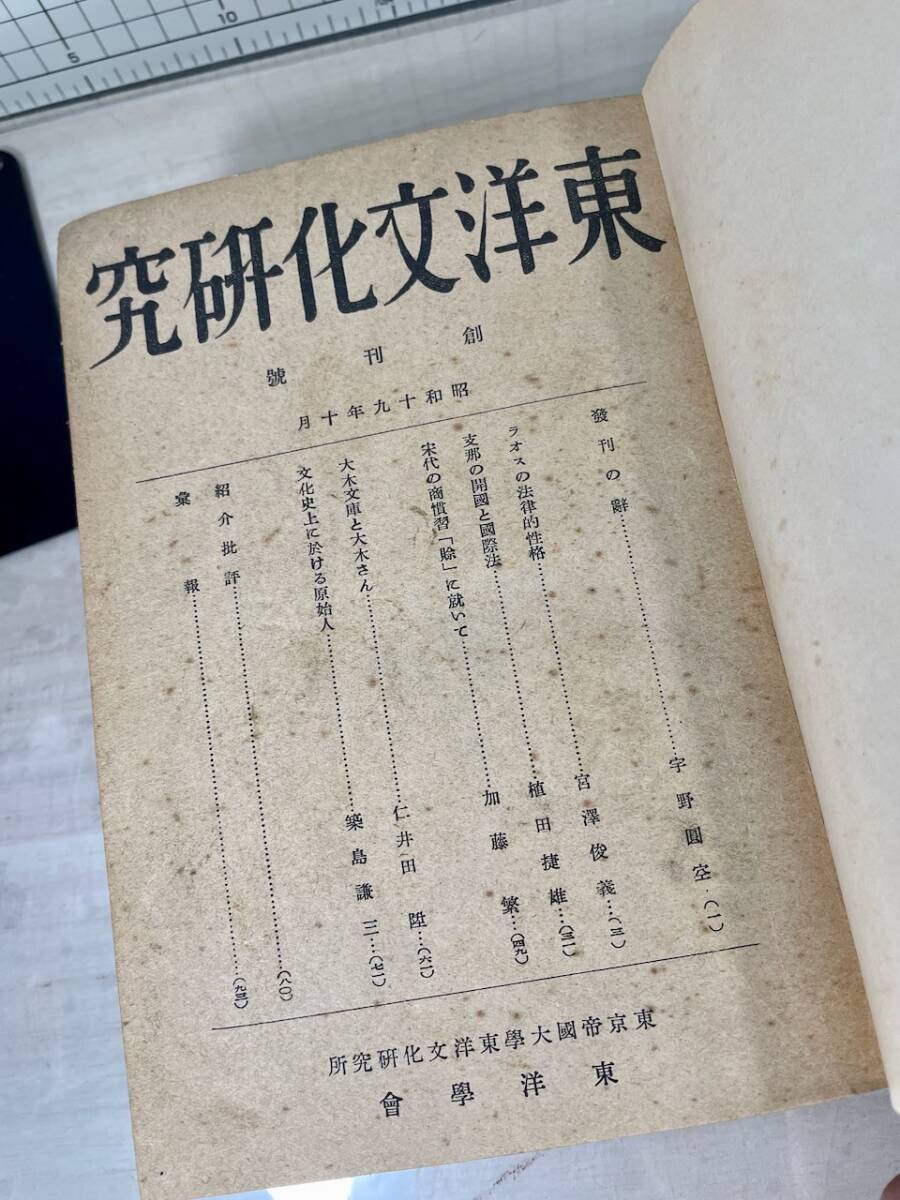 東洋文化硏究
創刊號
昭和十九年十月
發刊の辭……宇野圓空…(一)
ラオスの法律的性格……宮澤俊義…(三)
支那の開國と國際法……植田捷雄…(三一)
宋代の商慣習「賒」に就いて……加藤繁…(四九)
大木文庫と大木さん……仁井田陞…(六一)
文化史上に於ける原始人……築島謙三…(七一)
紹介批評……(八〇)
彙報……(九三)
東京帝國大學東洋文化硏究所
東洋學會
5
10